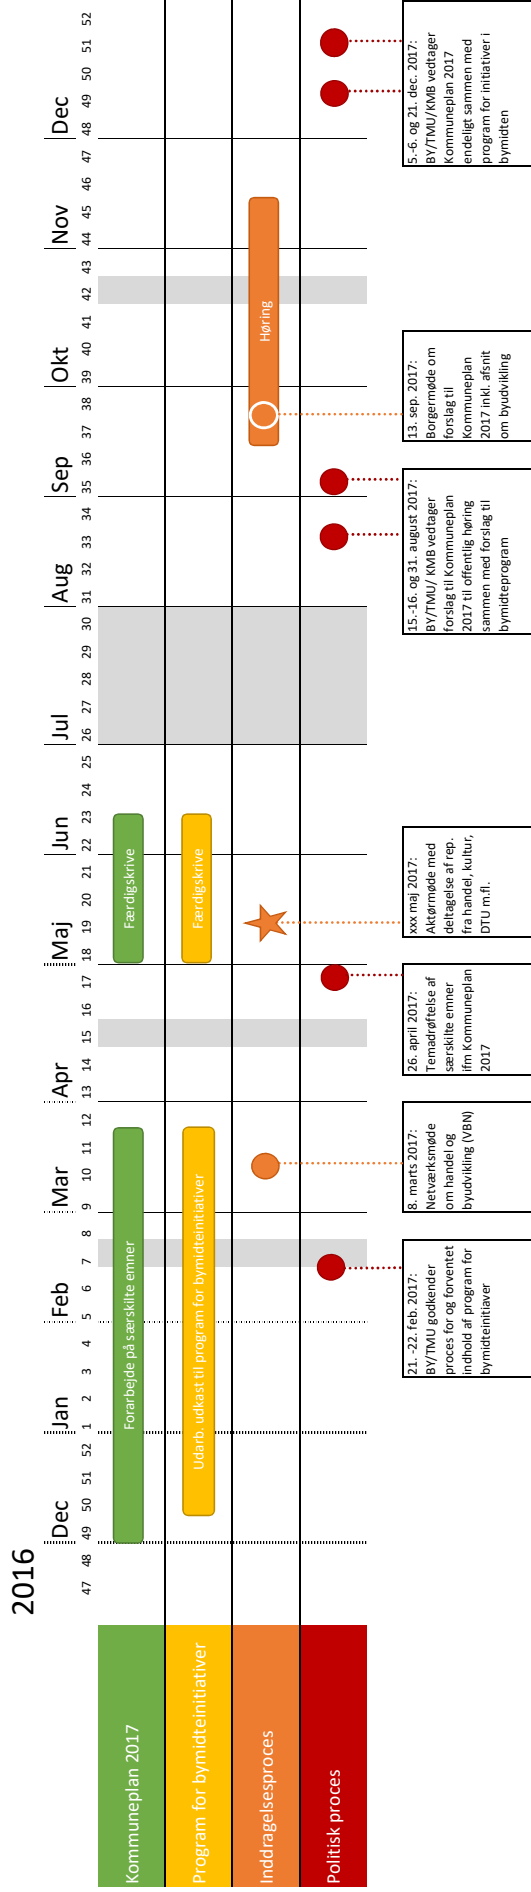 2016
Dec
Jan
Feb
Mar
Apr
Maj
Jun
Jul
Aug
Sep
Okt
Nov
Dec
47 48 49 50 51 52 1 2 3 4 5 6 7 8 9 10 11 12 13 14 15 16 17 18 19 20 21 22 23 24 25 26 27 28 29 30 31 32 33 34 35 36 37 38 39 40 41 42 43 44 45 46 47 48 49 50 51 52
Kommuneplan 2017
Forarbejde på særskilte emner
Færdigskrive
Program for bymidteinitiativer
Udarb. udkast til program for bymidteinitiativer
Færdigskrive
Inddragelsesproces
Høring
Politisk proces
21. -22. feb. 2017:
BY/TMU godkender
proces for og forventet
indhold af program for
bymidteinitiaver
8. marts 2017:
Netværksmøde
om handel og
byudvikling (VBN)
26. april 2017:
Temadrøftelse af
særskilte emner
ifm Kommuneplan
2017
xxx maj 2017:
Aktørmøde med
deltagelse af rep.
fra handel, kultur,
DTU m.fl.
15.-16. og 31. august 2017:
BY/TMU/ KMB vedtager
forslag til Kommuneplan
2017 til offentlig høring
sammen med forslag til
bymidteprogram
13. sep. 2017:
Borgermøde om
forslag til
Kommuneplan
2017 inkl. afsnit
om byudvikling
5.-6. og 21. dec. 2017:
BY/TMU/KMB vedtager
Kommuneplan 2017
endeligt sammen med
program for initiativer i
bymidten